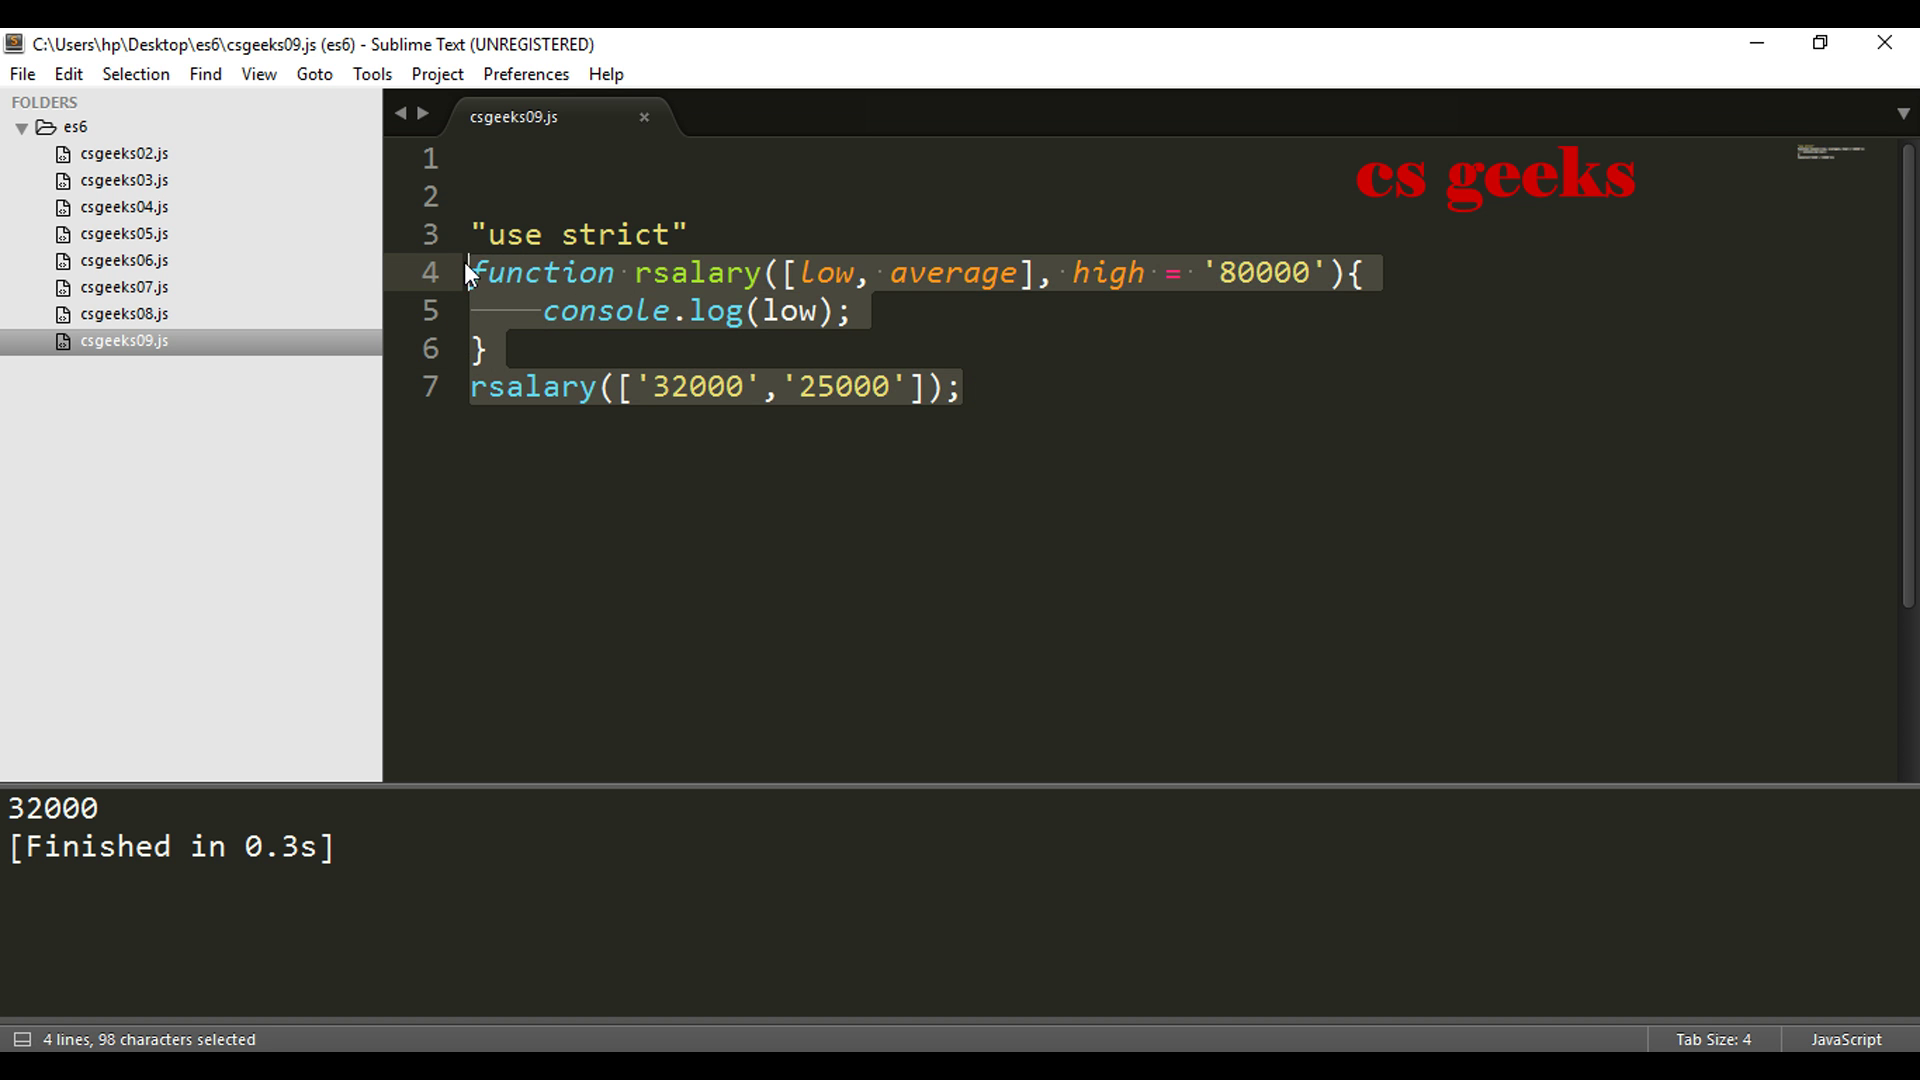 C:\Users\hp\Desktop\es6\csgeeks09.js (es6) - Sublime Text (UNREGISTERED)
File Edit Selection Find View Goto Tools Project Preferences Help
FOLDERS
es6
csgeeks02.js
csgeeks03.js
csgeeks04.js
csgeeks05.js
csgeeks06.js
csgeeks07.js
csgeeks08.js
csgeeks09.js
csgeeks09.js ×
cs geeks
1
2
3 "use strict"
4 function rsalary([low, average], high = '80000'){
5 console.log(low);
6 }
7 rsalary(['32000','25000']);
32000
[Finished in 0.3s]
4 lines, 98 characters selected
Tab Size: 4
JavaScript